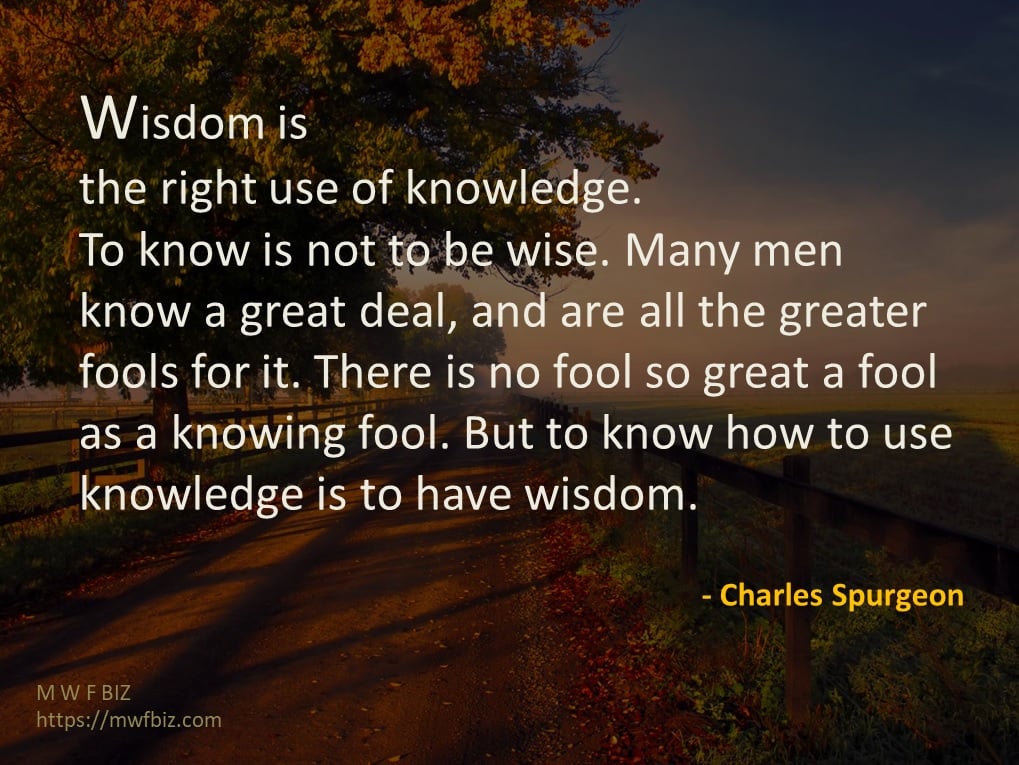 Wisdom is
the right use of knowledge.
To know is not to be wise. Many men
know a great deal, and are all the greater
fools for it. There is no fool so great a fool
as a knowing fool. But to know how to use
knowledge is to have wisdom.
- Charles Spurgeon
M W F BIZ
https://mwfbiz.com